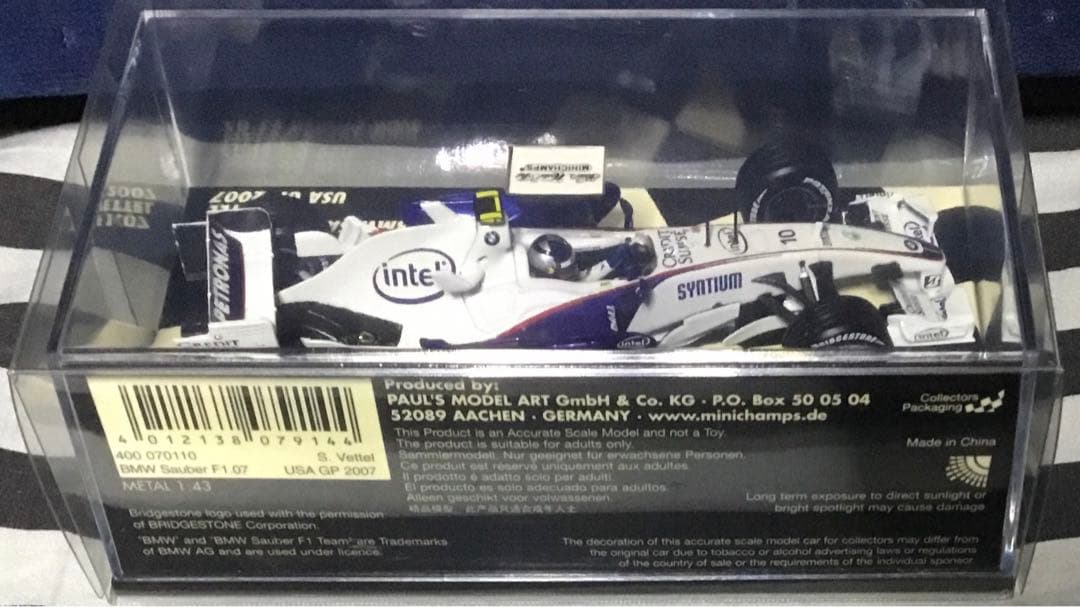 MINICHAMPS
PETRONAS
intel
CREDIT
SUISSE
10
SYNTIUM
DELL
intel
intel
BRIDGESTONE
4 012138 079144
400 070110 S. Vettel
BMW Sauber F1.07 USA GP 2007
METAL 1:43
Produced by:
PAUL'S MODEL ART GmbH & Co. KG · P.O. Box 50 05 04
52089 AACHEN · GERMANY · www.minichamps.de
This Product is an Accurate Scale Model and not a Toy.
The product is suitable for adults only.
Sammlermodell. Nur geeignet für erwachsene Personen.
Ce produit est réservé uniquement aux adultes.
Il prodotto è adatto solo per adulti.
El producto es solo adecuado para adultos.
Alleen geschikt voor volwassenen.
Bridgestone logo used with the permission
of BRIDGESTONE Corporation.
"BMW" and "BMW Sauber F1 Team" are Trademarks
of BMW AG and are used under licence.
Collectors
Packaging
Made in China
Long term exposure to direct sunlight or
bright spotlight may cause damage
The decoration of this accurate scale model car for collectors may differ from
the original car due to tobacco or alcohol advertising laws or regulations
of the country of sale or the requirements of the individual sponsor.